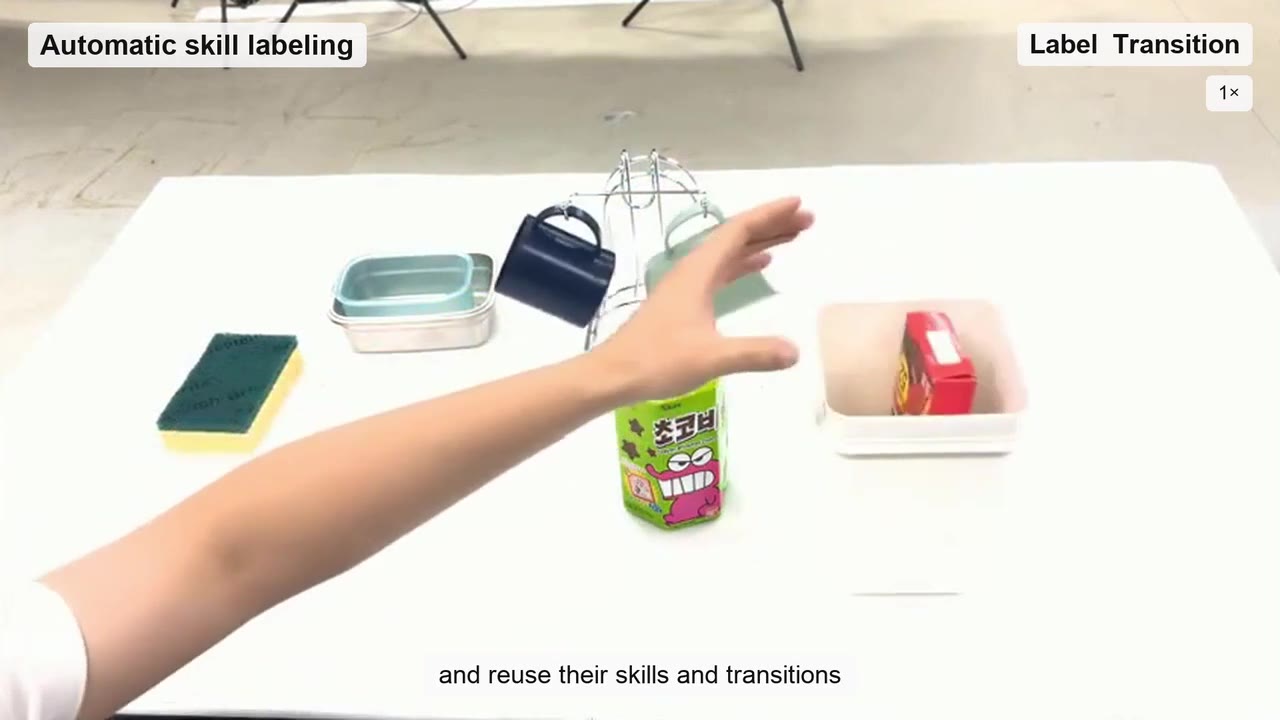 Automatic skill labeling
Label Transition
1×
초코비
and reuse their skills and transitions